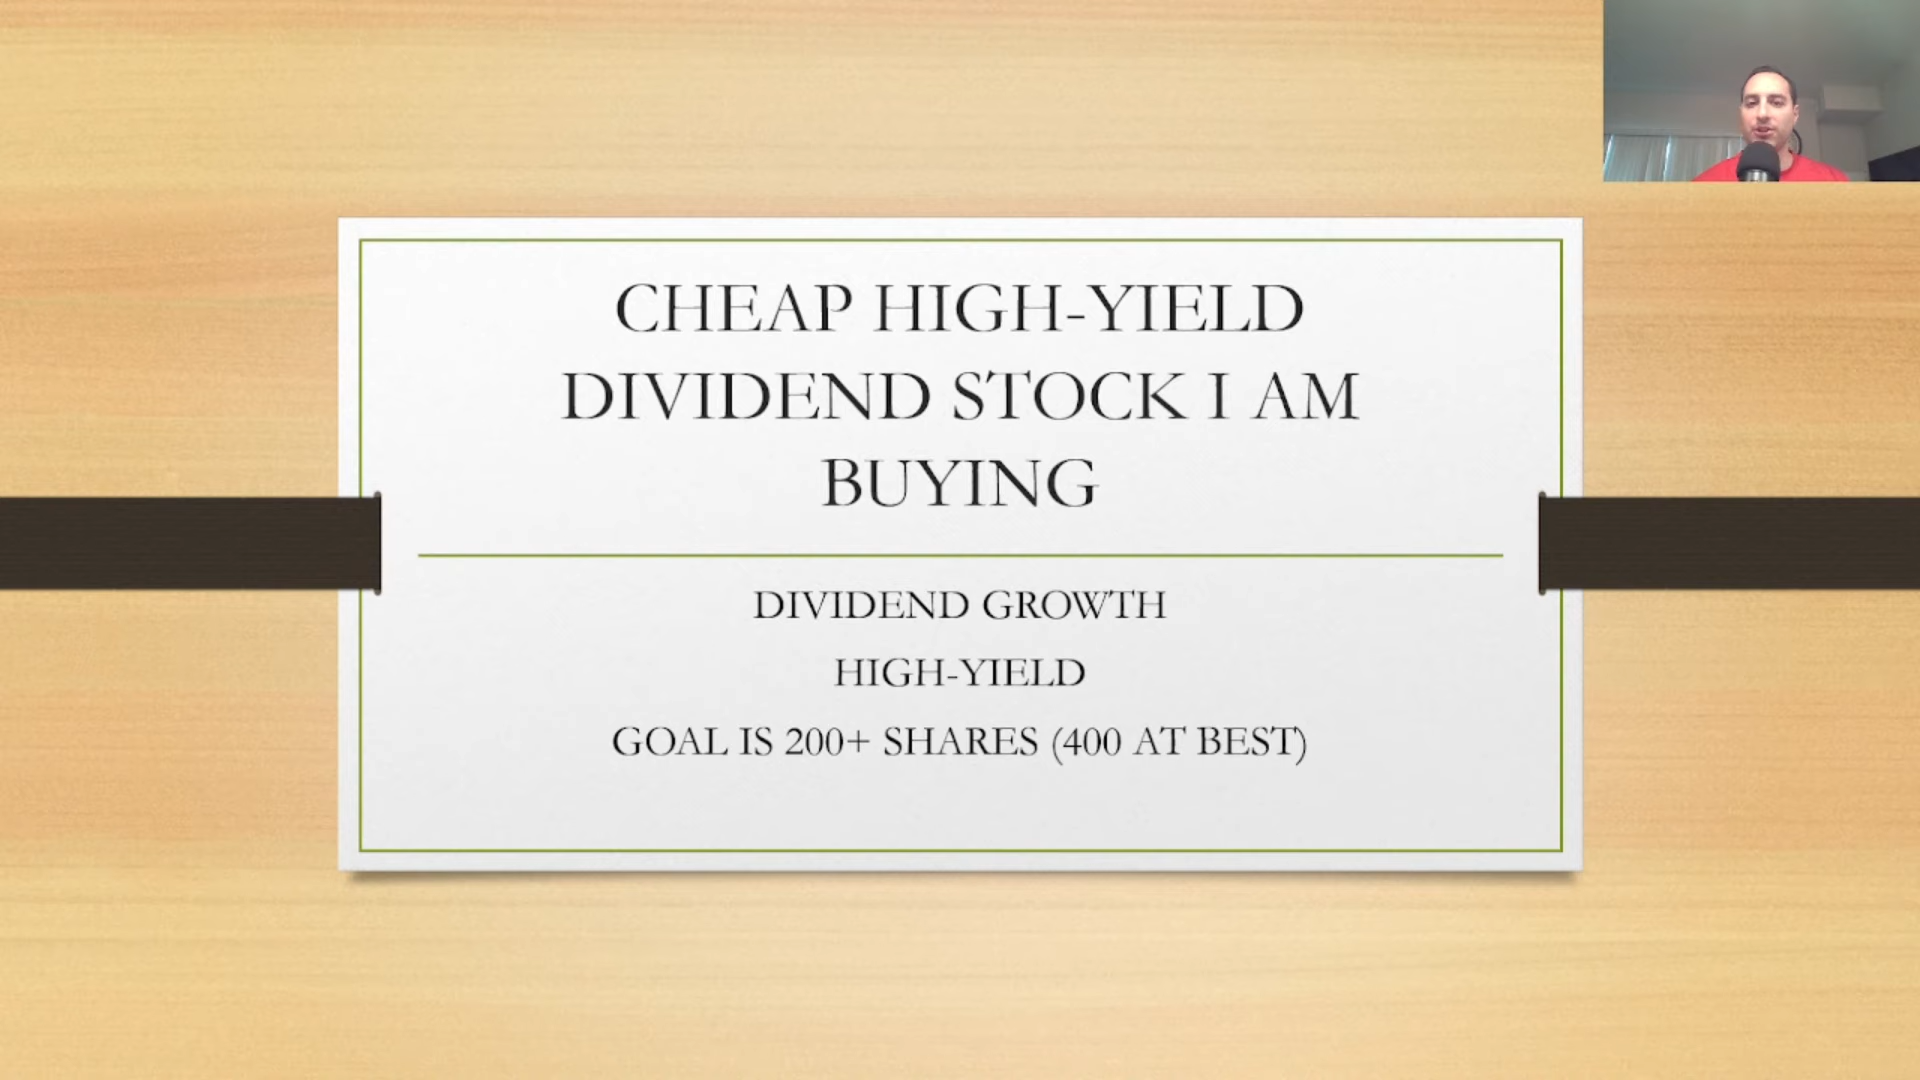 CHEAP HIGH-YIELD
DIVIDEND STOCK I AM
BUYING
DIVIDEND GROWTH
HIGH-YIELD
GOAL IS 200+ SHARES (400 AT BEST)